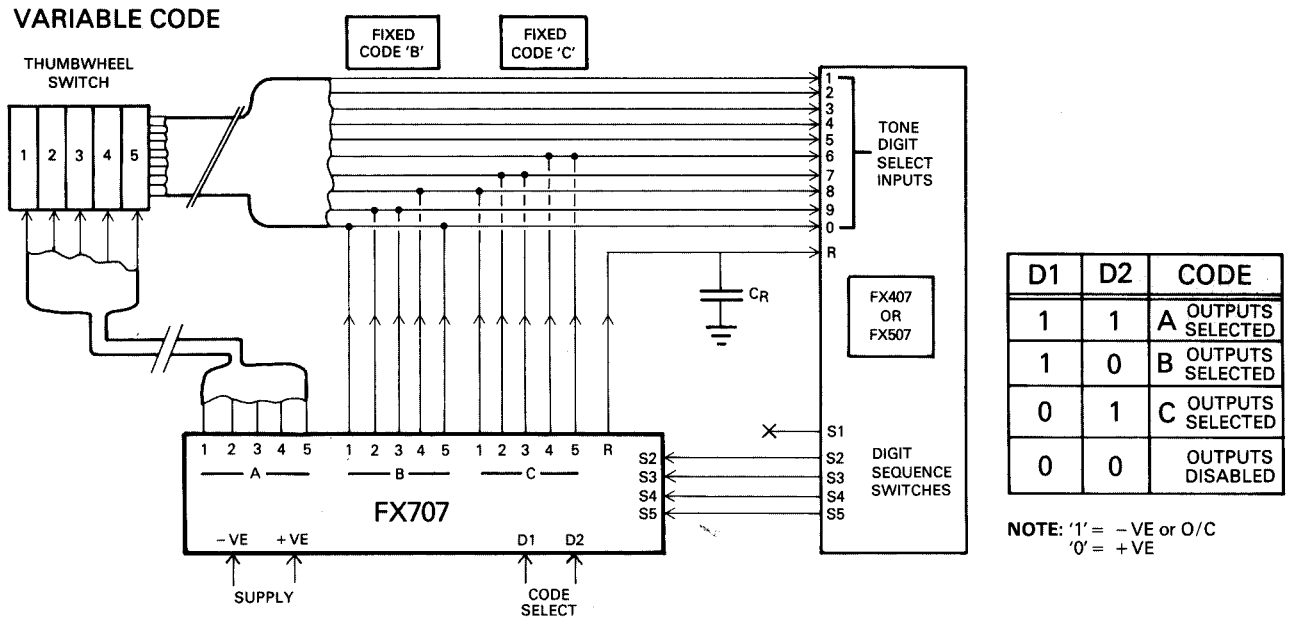 VARIABLE CODE
THUMBWHEEL
SWITCH
1 2 3 4 5
FIXED
CODE 'B'
FIXED
CODE 'C'
1
2
3
4
5
6
7
8
9
0
R
TONE
DIGIT
SELECT
INPUTS
CR
FX407
OR
FX507
S1
S2
S3
S4
S5
DIGIT
SEQUENCE
SWITCHES
1 2 3 4 5 1 2 3 4 5 1 2 3 4 5 R
A B C
S2
S3
S4
S5
FX707
– VE + VE D1 D2
SUPPLY
CODE
SELECT
D1 D2 CODE
1 1 A OUTPUTS
SELECTED
1 0 B OUTPUTS
SELECTED
0 1 C OUTPUTS
SELECTED
0 0 OUTPUTS
DISABLED
NOTE: '1' = – VE or O/C
'0' = + VE